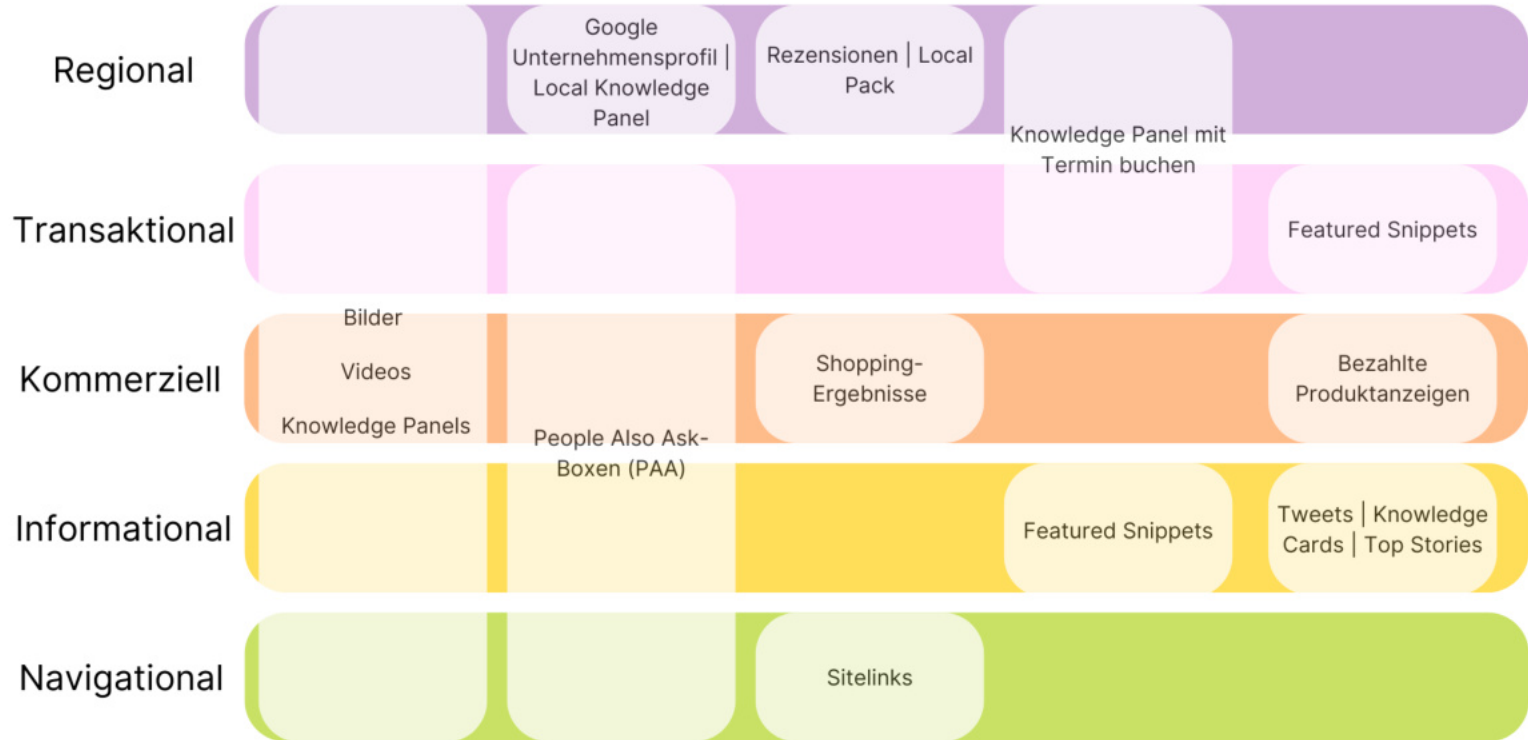 Regional
Google
Unternehmensprofil |
Local Knowledge
Panel
Rezensionen | Local
Pack
Knowledge Panel mit
Termin buchen
Transaktional
Featured Snippets
Kommerziell
Bilder
Videos
Knowledge Panels
People Also Ask-
Boxen (PAA)
Shopping-
Ergebnisse
Bezahlte
Produktanzeigen
Informational
Featured Snippets
Tweets | Knowledge
Cards | Top Stories
Navigational
Sitelinks